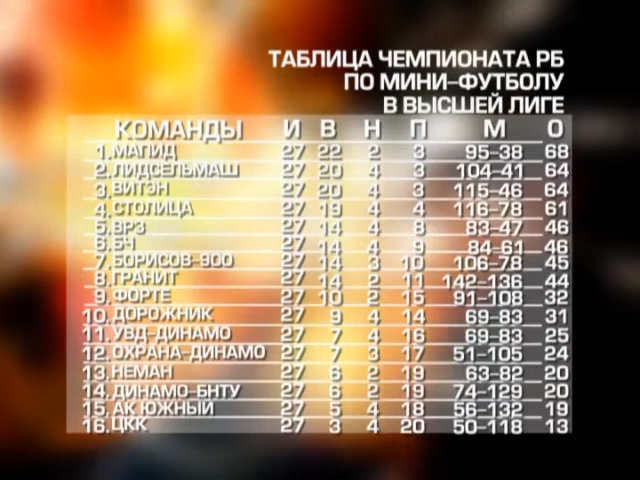 ТАБЛИЦА ЧЕМПИОНАТА РБ
ПО МИНИ–ФУТБОЛУ
В ВЫСШЕЙ ЛИГЕ
КОМАНДЫ И В Н П М О
1. МАПИД 27 22 2 3 95–38 68
2. ЛИДСЕЛЬМАШ 27 20 4 3 104–41 64
3. ВИТЭН 27 20 4 3 115–46 64
4. СТОЛИЦА 27 19 4 4 116–78 61
5. ВРЗ 27 14 4 8 83–47 46
6. БЧ 27 14 4 9 84–61 46
7. БОРИСОВ–900 27 14 3 10 106–78 45
8. ГРАНИТ 27 14 2 11 142–136 44
9. ФОРТЕ 27 10 2 15 91–108 32
10. ДОРОЖНИК 27 9 4 14 69–83 31
11. УВД–ДИНАМО 27 7 4 16 69–83 25
12. ОХРАНА–ДИНАМО 27 7 3 17 51–105 24
13. НЕМАН 27 6 2 19 63–82 20
14. ДИНАМО–БНТУ 27 6 2 19 74–129 20
15. АК ЮЖНЫЙ 27 5 4 18 56–132 19
16. ЦКК 27 3 4 20 50–118 13